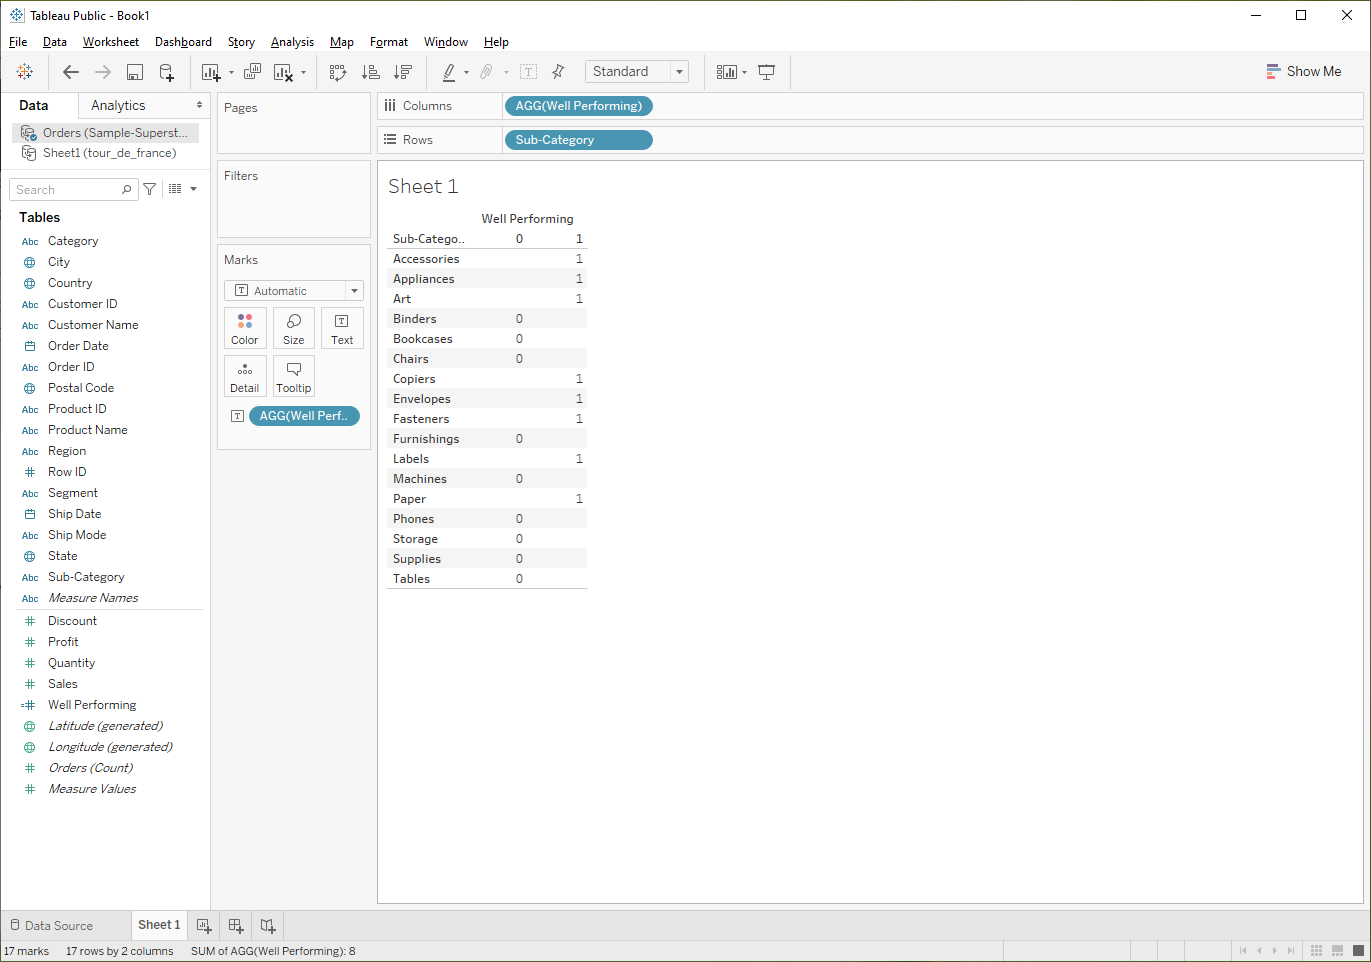 Tableau Public - Book1
File Data Worksheet Dashboard Story Analysis Map Format Window Help
Standard
Show Me
Data Analytics
Orders (Sample-Superst...
Sheet1 (tour_de_france)
Search
Tables
Abc Category
City
Country
Abc Customer ID
Abc Customer Name
Order Date
Abc Order ID
Postal Code
Abc Product ID
Abc Product Name
Abc Region
# Row ID
Abc Segment
Ship Date
Abc Ship Mode
State
Abc Sub-Category
Abc Measure Names
# Discount
# Profit
# Quantity
# Sales
=# Well Performing
Latitude (generated)
Longitude (generated)
# Orders (Count)
# Measure Values
Pages
Filters
Marks
T Automatic
Color Size Text
Detail Tooltip
T AGG(Well Perf..
Columns AGG(Well Performing)
Rows Sub-Category
Sheet 1
Well Performing
Sub-Catego.. 0 1
Accessories 1
Appliances 1
Art 1
Binders 0
Bookcases 0
Chairs 0
Copiers 1
Envelopes 1
Fasteners 1
Furnishings 0
Labels 1
Machines 0
Paper 1
Phones 0
Storage 0
Supplies 0
Tables 0
Data Source Sheet 1
17 marks 17 rows by 2 columns SUM of AGG(Well Performing): 8